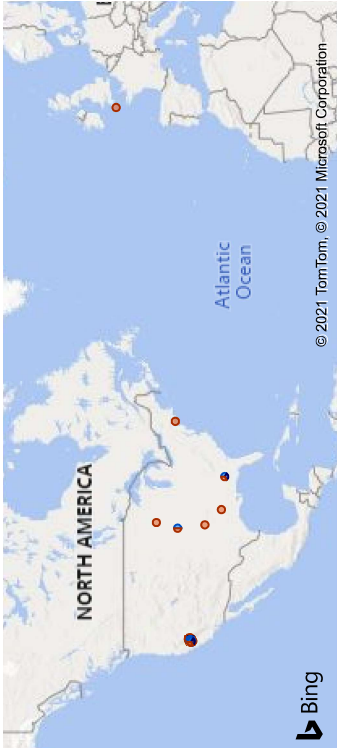 NORTH AMERICA
Atlantic
Ocean
Bing
© 2021 TomTom, © 2021 Microsoft Corporation